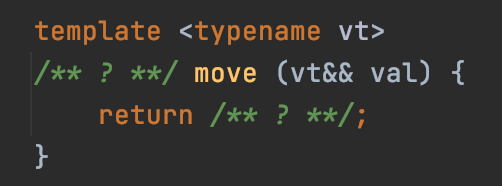 template <typename vt>
/** ? **/ move (vt&& val) {
    return /** ? **/;
}